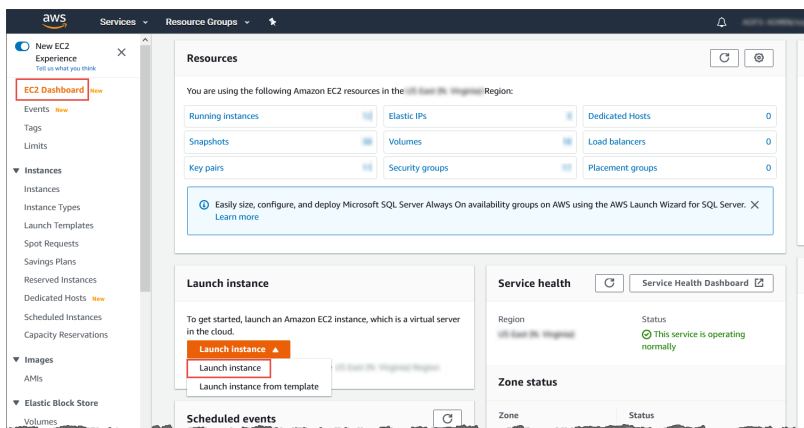 aws Services Resource Groups
New EC2
Experience
Tell us what you think
EC2 Dashboard New
Events New
Tags
Limits
Instances
Instances
Instance Types
Launch Templates
Spot Requests
Savings Plans
Reserved Instances
Dedicated Hosts New
Scheduled Instances
Capacity Reservations
Images
AMIs
Elastic Block Store
Volumes
Resources
You are using the following Amazon EC2 resources in the Region:
Running instances Elastic IPs Dedicated Hosts 0
Snapshots Volumes Load balancers 0
Key pairs Security groups Placement groups 0
Easily size, configure, and deploy Microsoft SQL Server Always On availability groups on AWS using the AWS Launch Wizard for SQL Server.
Learn more
Launch instance
To get started, launch an Amazon EC2 instance, which is a virtual server
in the cloud.
Launch instance
Launch instance
Launch instance from template
Scheduled events
Service health Service Health Dashboard
Region Status
This service is operating
normally
Zone status
Zone Status